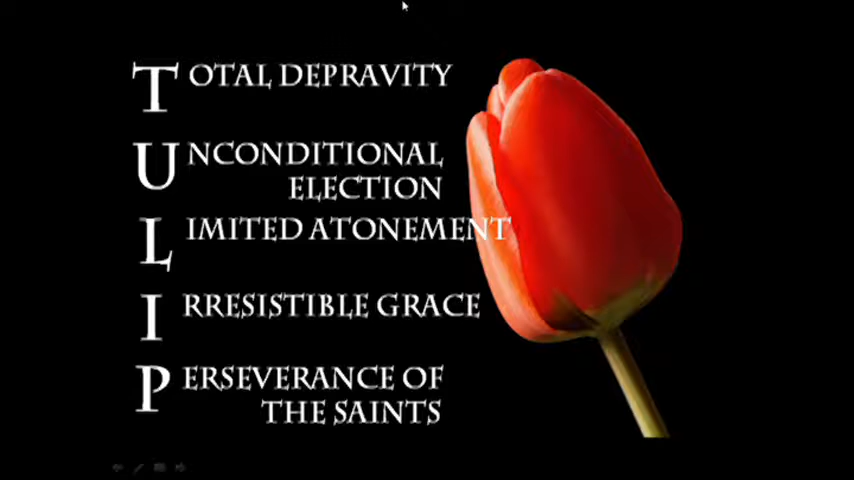 TOTAL DEPRAVITY
UNCONDITIONAL
ELECTION
LIMITED ATONEMENT
IRRESISTIBLE GRACE
PERSEVERANCE OF
THE SAINTS